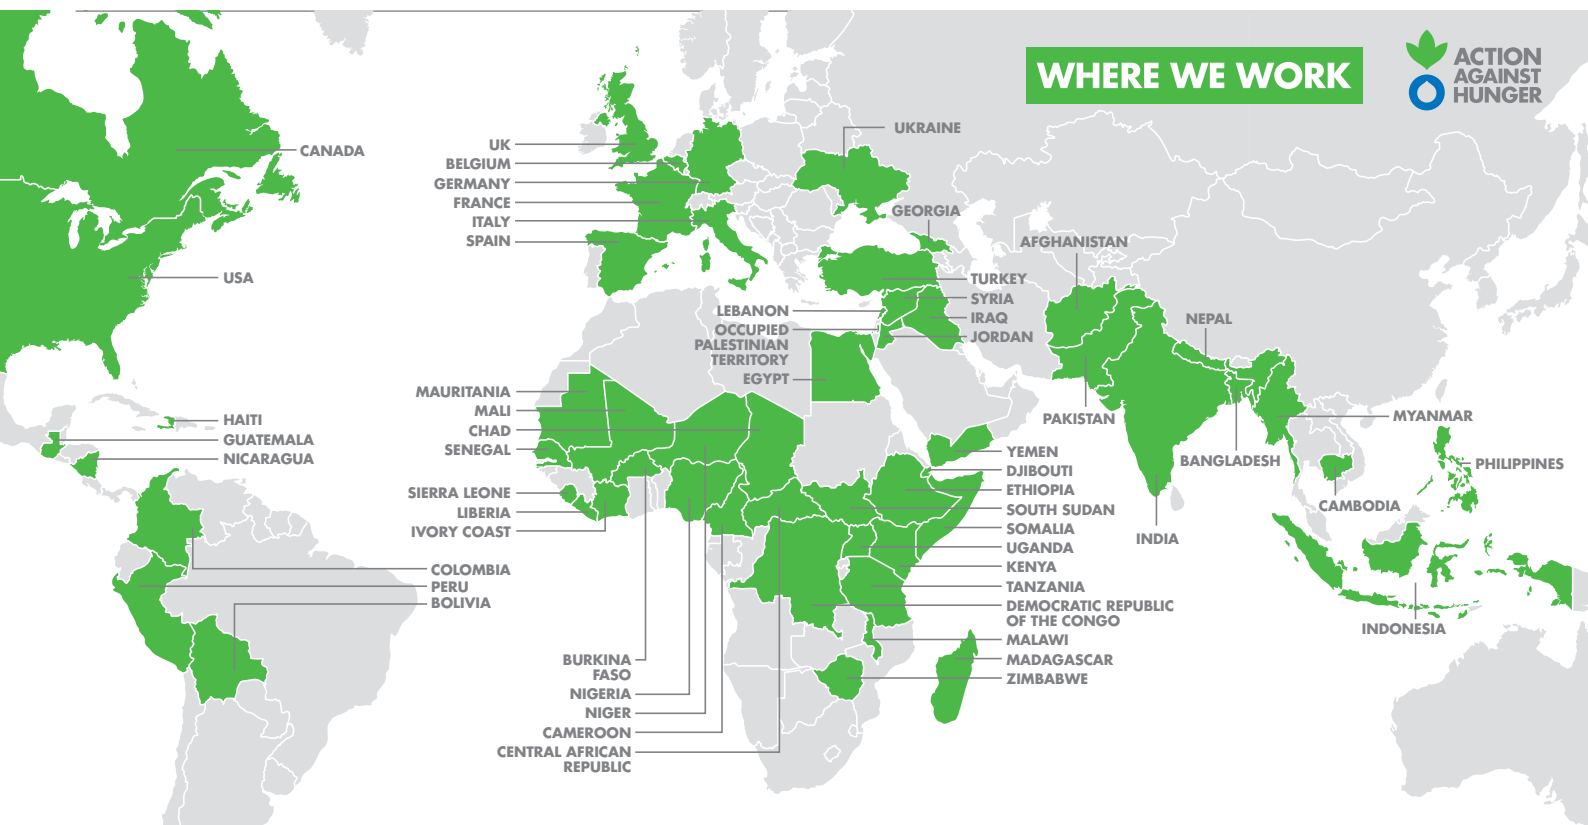 WHERE WE WORK
ACTION
AGAINST
HUNGER
CANADA
USA
HAITI
GUATEMALA
NICARAGUA
COLOMBIA
PERU
BOLIVIA
UK
BELGIUM
GERMANY
FRANCE
ITALY
SPAIN
UKRAINE
GEORGIA
AFGHANISTAN
TURKEY
SYRIA
IRAQ
JORDAN
LEBANON
OCCUPIED
PALESTINIAN
TERRITORY
EGYPT
MAURITANIA
MALI
CHAD
SENEGAL
SIERRA LEONE
LIBERIA
IVORY COAST
BURKINA
FASO
NIGERIA
NIGER
CAMEROON
CENTRAL AFRICAN
REPUBLIC
YEMEN
DJIBOUTI
ETHIOPIA
SOUTH SUDAN
SOMALIA
UGANDA
KENYA
TANZANIA
DEMOCRATIC REPUBLIC
OF THE CONGO
MALAWI
MADAGASCAR
ZIMBABWE
NEPAL
PAKISTAN
BANGLADESH
INDIA
MYANMAR
PHILIPPINES
CAMBODIA
INDONESIA